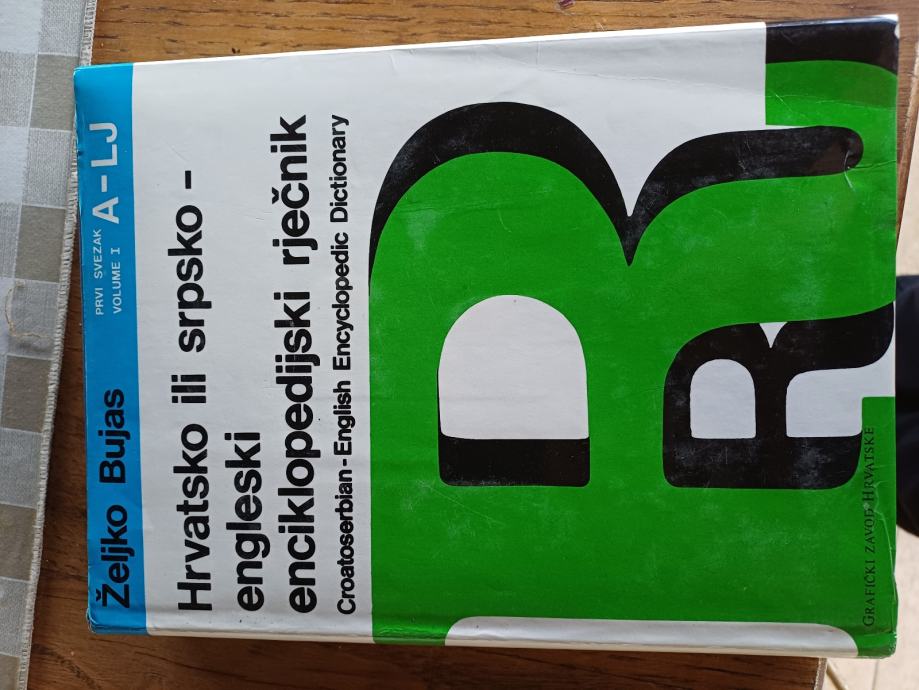 Željko Bujas
PRVI SVEZAK
VOLUME I
A-LJ
Hrvatsko ili srpsko -
engleski
enciklopedijski rječnik
Croatoserbian-English Encyclopedic Dictionary
R
R
GRAFIČKI ZAVOD HRVATSKE